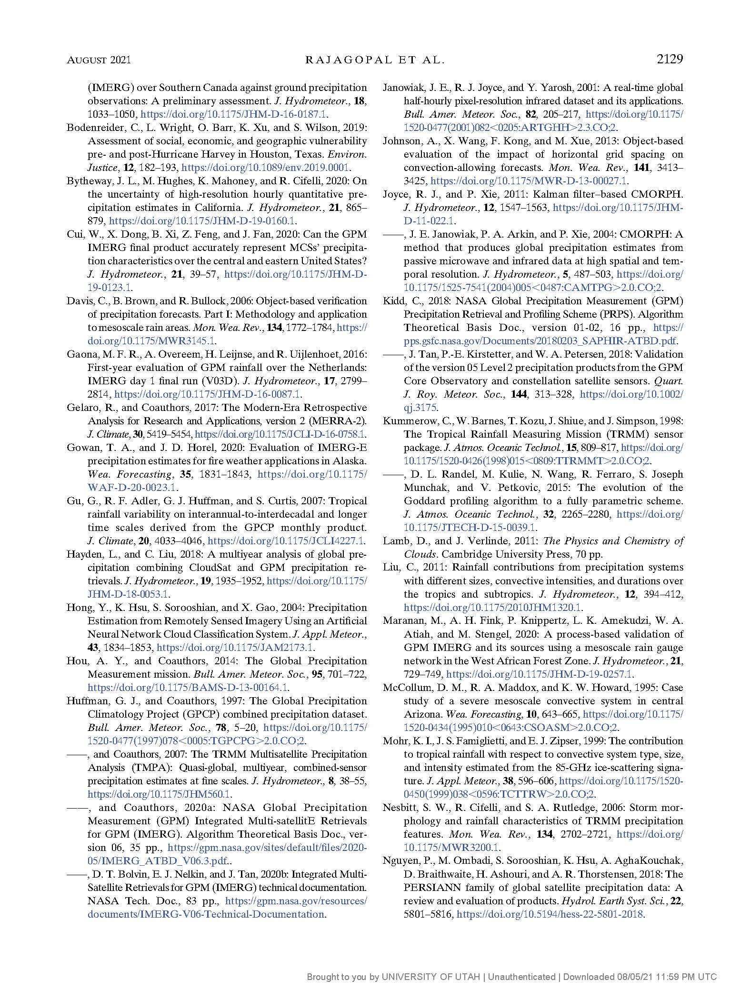 AUGUST 2021
RAJAGOPAL ET AL.
2129
(IMERG) over Southern Canada against ground precipitation
observations: A preliminary assessment. J. Hydrometeor., 18,
1033–1050, https://doi.org/10.1175/JHM-D-16-0187.1.
Bodenreider, C., L. Wright, O. Barr, K. Xu, and S. Wilson, 2019:
Assessment of social, economic, and geographic vulnerability
pre- and post-Hurricane Harvey in Houston, Texas. Environ.
Justice, 12, 182–193, https://doi.org/10.1089/env.2019.0001.
Bytheway, J. L., M. Hughes, K. Mahoney, and R. Cifelli, 2020: On
the uncertainty of high-resolution hourly quantitative pre-
cipitation estimates in California. J. Hydrometeor., 21, 865–
879, https://doi.org/10.1175/JHM-D-19-0160.1.
Cui, W., X. Dong, B. Xi, Z. Feng, and J. Fan, 2020: Can the GPM
IMERG final product accurately represent MCSs’ precipita-
tion characteristics over the central and eastern United States?
J. Hydrometeor., 21, 39–57, https://doi.org/10.1175/JHM-D-
19-0123.1.
Davis, C., B. Brown, and R. Bullock, 2006: Object-based verification
of precipitation forecasts. Part I: Methodology and application
to mesoscale rain areas. Mon. Wea. Rev., 134, 1772–1784, https://
doi.org/10.1175/MWR3145.1.
Gaona, M. F. R., A. Overeem, H. Leijnse, and R. Uijlenhoet, 2016:
First-year evaluation of GPM rainfall over the Netherlands:
IMERG day 1 final run (V03D). J. Hydrometeor., 17, 2799–
2814, https://doi.org/10.1175/JHM-D-16-0087.1.
Gelaro, R., and Coauthors, 2017: The Modern-Era Retrospective
Analysis for Research and Applications, version 2 (MERRA-2).
J. Climate, 30, 5419–5454, https://doi.org/10.1175/JCLI-D-16-0758.1.
Gowan, T. A., and J. D. Horel, 2020: Evaluation of IMERG-E
precipitation estimates for fire weather applications in Alaska.
Wea. Forecasting, 35, 1831–1843, https://doi.org/10.1175/
WAF-D-20-0023.1.
Gu, G., R. F. Adler, G. J. Huffman, and S. Curtis, 2007: Tropical
rainfall variability on interannual-to-interdecadal and longer
time scales derived from the GPCP monthly product.
J. Climate, 20, 4033–4046, https://doi.org/10.1175/JCLI4227.1.
Hayden, L., and C. Liu, 2018: A multiyear analysis of global pre-
cipitation combining CloudSat and GPM precipitation re-
trievals. J. Hydrometeor., 19, 1935–1952, https://doi.org/10.1175/
JHM-D-18-0053.1.
Hong, Y., K. Hsu, S. Sorooshian, and X. Gao, 2004: Precipitation
Estimation from Remotely Sensed Imagery Using an Artificial
Neural Network Cloud Classification System. J. Appl. Meteor.,
43, 1834–1853, https://doi.org/10.1175/JAM2173.1.
Hou, A. Y., and Coauthors, 2014: The Global Precipitation
Measurement mission. Bull. Amer. Meteor. Soc., 95, 701–722,
https://doi.org/10.1175/BAMS-D-13-00164.1.
Huffman, G. J., and Coauthors, 1997: The Global Precipitation
Climatology Project (GPCP) combined precipitation dataset.
Bull. Amer. Meteor. Soc., 78, 5–20, https://doi.org/10.1175/
1520-0477(1997)078<0005:TGPCPG>2.0.CO;2.
——, and Coauthors, 2007: The TRMM Multisatellite Precipitation
Analysis (TMPA): Quasi-global, multiyear, combined-sensor
precipitation estimates at fine scales. J. Hydrometeor., 8, 38–55,
https://doi.org/10.1175/JHM560.1.
——, and Coauthors, 2020a: NASA Global Precipitation
Measurement (GPM) Integrated Multi-satellitE Retrievals
for GPM (IMERG). Algorithm Theoretical Basis Doc., ver-
sion 06, 35 pp., https://gpm.nasa.gov/sites/default/files/2020-
05/IMERG_ATBD_V06.3.pdf..
——, D. T. Bolvin, E. J. Nelkin, and J. Tan, 2020b: Integrated Multi-
Satellite Retrievals for GPM (IMERG) technical documentation.
NASA Tech. Doc., 83 pp., https://gpm.nasa.gov/resources/
documents/IMERG-V06-Technical-Documentation.
Janowiak, J. E., R. J. Joyce, and Y. Yarosh, 2001: A real-time global
half-hourly pixel-resolution infrared dataset and its applications.
Bull. Amer. Meteor. Soc., 82, 205–217, https://doi.org/10.1175/
1520-0477(2001)082<0205:ARTGHH>2.3.CO;2.
Johnson, A., X. Wang, F. Kong, and M. Xue, 2013: Object-based
evaluation of the impact of horizontal grid spacing on
convection-allowing forecasts. Mon. Wea. Rev., 141, 3413–
3425, https://doi.org/10.1175/MWR-D-13-00027.1.
Joyce, R. J., and P. Xie, 2011: Kalman filter–based CMORPH.
J. Hydrometeor., 12, 1547–1563, https://doi.org/10.1175/JHM-
D-11-022.1.
——, J. E. Janowiak, P. A. Arkin, and P. Xie, 2004: CMORPH: A
method that produces global precipitation estimates from
passive microwave and infrared data at high spatial and tem-
poral resolution. J. Hydrometeor., 5, 487–503, https://doi.org/
10.1175/1525-7541(2004)005<0487:CAMTPG>2.0.CO;2.
Kidd, C., 2018: NASA Global Precipitation Measurement (GPM)
Precipitation Retrieval and Profiling Scheme (PRPS). Algorithm
Theoretical Basis Doc., version 01-02, 16 pp., https://
pps.gsfc.nasa.gov/Documents/20180203_SAPHIR-ATBD.pdf.
——, J. Tan, P.-E. Kirstetter, and W. A. Petersen, 2018: Validation
of the version 05 Level 2 precipitation products from the GPM
Core Observatory and constellation satellite sensors. Quart.
J. Roy. Meteor. Soc., 144, 313–328, https://doi.org/10.1002/
qj.3175.
Kummerow, C., W. Barnes, T. Kozu, J. Shiue, and J. Simpson, 1998:
The Tropical Rainfall Measuring Mission (TRMM) sensor
package. J. Atmos. Oceanic Technol., 15, 809–817, https://doi.org/
10.1175/1520-0426(1998)015<0809:TTRMMT>2.0.CO;2.
——, D. L. Randel, M. Kulie, N. Wang, R. Ferraro, S. Joseph
Munchak, and V. Petkovic, 2015: The evolution of the
Goddard profiling algorithm to a fully parametric scheme.
J. Atmos. Oceanic Technol., 32, 2265–2280, https://doi.org/
10.1175/JTECH-D-15-0039.1.
Lamb, D., and J. Verlinde, 2011: The Physics and Chemistry of
Clouds. Cambridge University Press, 70 pp.
Liu, C., 2011: Rainfall contributions from precipitation systems
with different sizes, convective intensities, and durations over
the tropics and subtropics. J. Hydrometeor., 12, 394–412,
https://doi.org/10.1175/2010JHM1320.1.
Maranan, M., A. H. Fink, P. Knippertz, L. K. Amekudzi, W. A.
Atiah, and M. Stengel, 2020: A process-based validation of
GPM IMERG and its sources using a mesoscale rain gauge
network in the West African Forest Zone. J. Hydrometeor., 21,
729–749, https://doi.org/10.1175/JHM-D-19-0257.1.
McCollum, D. M., R. A. Maddox, and K. W. Howard, 1995: Case
study of a severe mesoscale convective system in central
Arizona. Wea. Forecasting, 10, 643–665, https://doi.org/10.1175/
1520-0434(1995)010<0643:CSOASM>2.0.CO;2.
Mohr, K. I., J. S. Famiglietti, and E. J. Zipser, 1999: The contribution
to tropical rainfall with respect to convective system type, size,
and intensity estimated from the 85-GHz ice-scattering signa-
ture. J. Appl. Meteor., 38, 596–606, https://doi.org/10.1175/1520-
0450(1999)038<0596:TCTTRW>2.0.CO;2.
Nesbitt, S. W., R. Cifelli, and S. A. Rutledge, 2006: Storm mor-
phology and rainfall characteristics of TRMM precipitation
features. Mon. Wea. Rev., 134, 2702–2721, https://doi.org/
10.1175/MWR3200.1.
Nguyen, P., M. Ombadi, S. Sorooshian, K. Hsu, A. AghaKouchak,
D. Braithwaite, H. Ashouri, and A. R. Thorstensen, 2018: The
PERSIANN family of global satellite precipitation data: A
review and evaluation of products. Hydrol. Earth Syst. Sci., 22,
5801–5816, https://doi.org/10.5194/hess-22-5801-2018.
Brought to you by UNIVERSITY OF UTAH | Unauthenticated | Downloaded 08/05/21 11:59 PM UTC